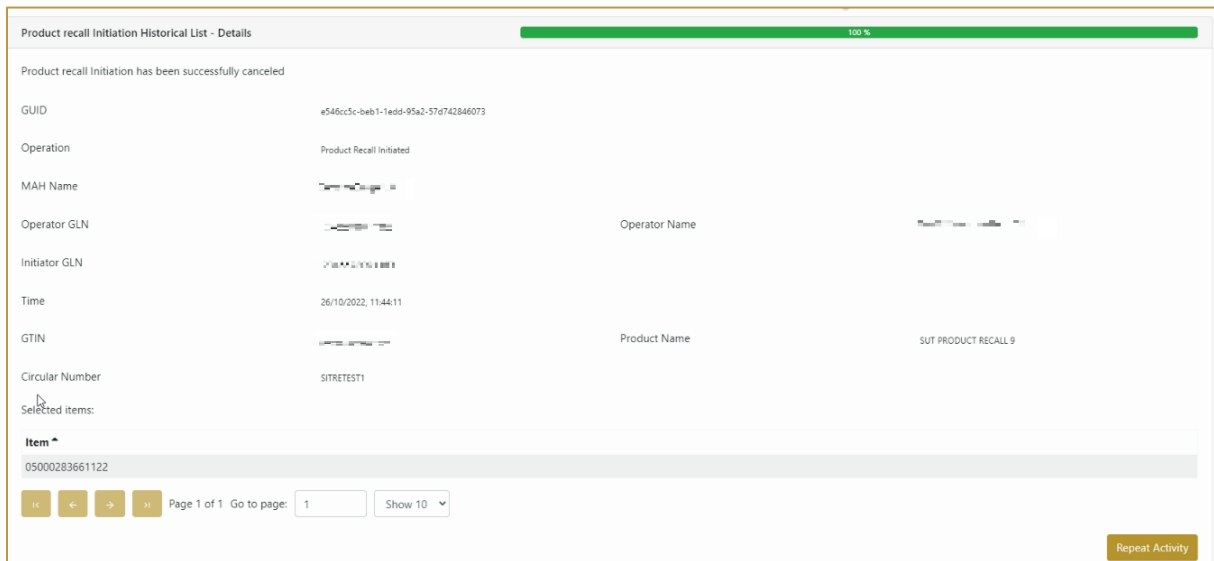 Product recall Initiation Historical List - Details 100 %
Product recall Initiation has been successfully canceled
GUID e546cc5c-beb1-1edd-95a2-57d742846073
Operation Product Recall Initiated
MAH Name
Operator GLN Operator Name
Initiator GLN
Time 26/10/2022, 11:44:11
GTIN Product Name SUT PRODUCT RECALL 9
Circular Number SITRETEST1
Selected items:
Item
05000283661122
Page 1 of 1 Go to page: 1 Show 10
Repeat Activity